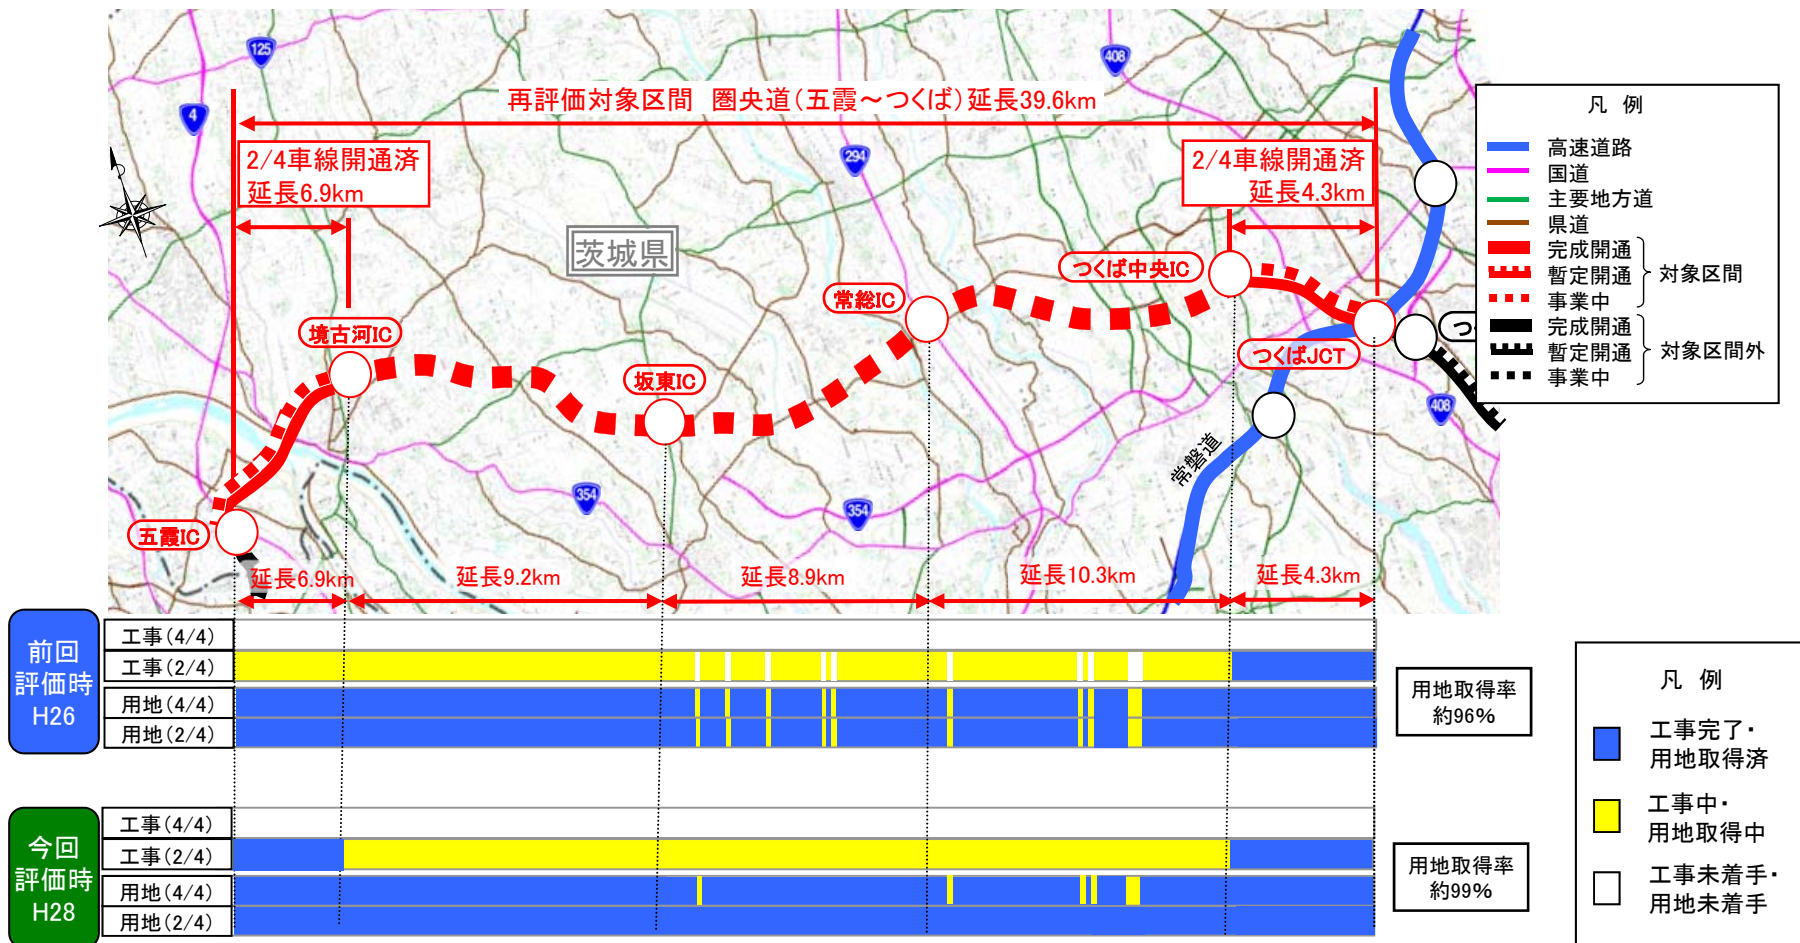 125
408
4
再評価対象区間 圏央道(五霞～つくば)延長39.6km
294
2/4車線開通済
延長6.9km
2/4車線開通済
延長4.3km
茨城県
つくば中央IC
常総IC
境古河IC
坂東IC
つくばJCT
つく
408
常磐道
354
354
五霞IC
延長6.9km
延長9.2km
延長8.9km
延長10.3km
延長4.3km
凡 例
高速道路
国道
主要地方道
県道
完成開通
暫定開通
事業中
対象区間
完成開通
暫定開通
事業中
対象区間外
前回
評価時
H26
工事(4/4)
工事(2/4)
用地(4/4)
用地(2/4)
用地取得率
約96%
今回
評価時
H28
工事(4/4)
工事(2/4)
用地(4/4)
用地(2/4)
用地取得率
約99%
凡 例
工事完了・
用地取得済
工事中・
用地取得中
工事未着手・
用地未着手